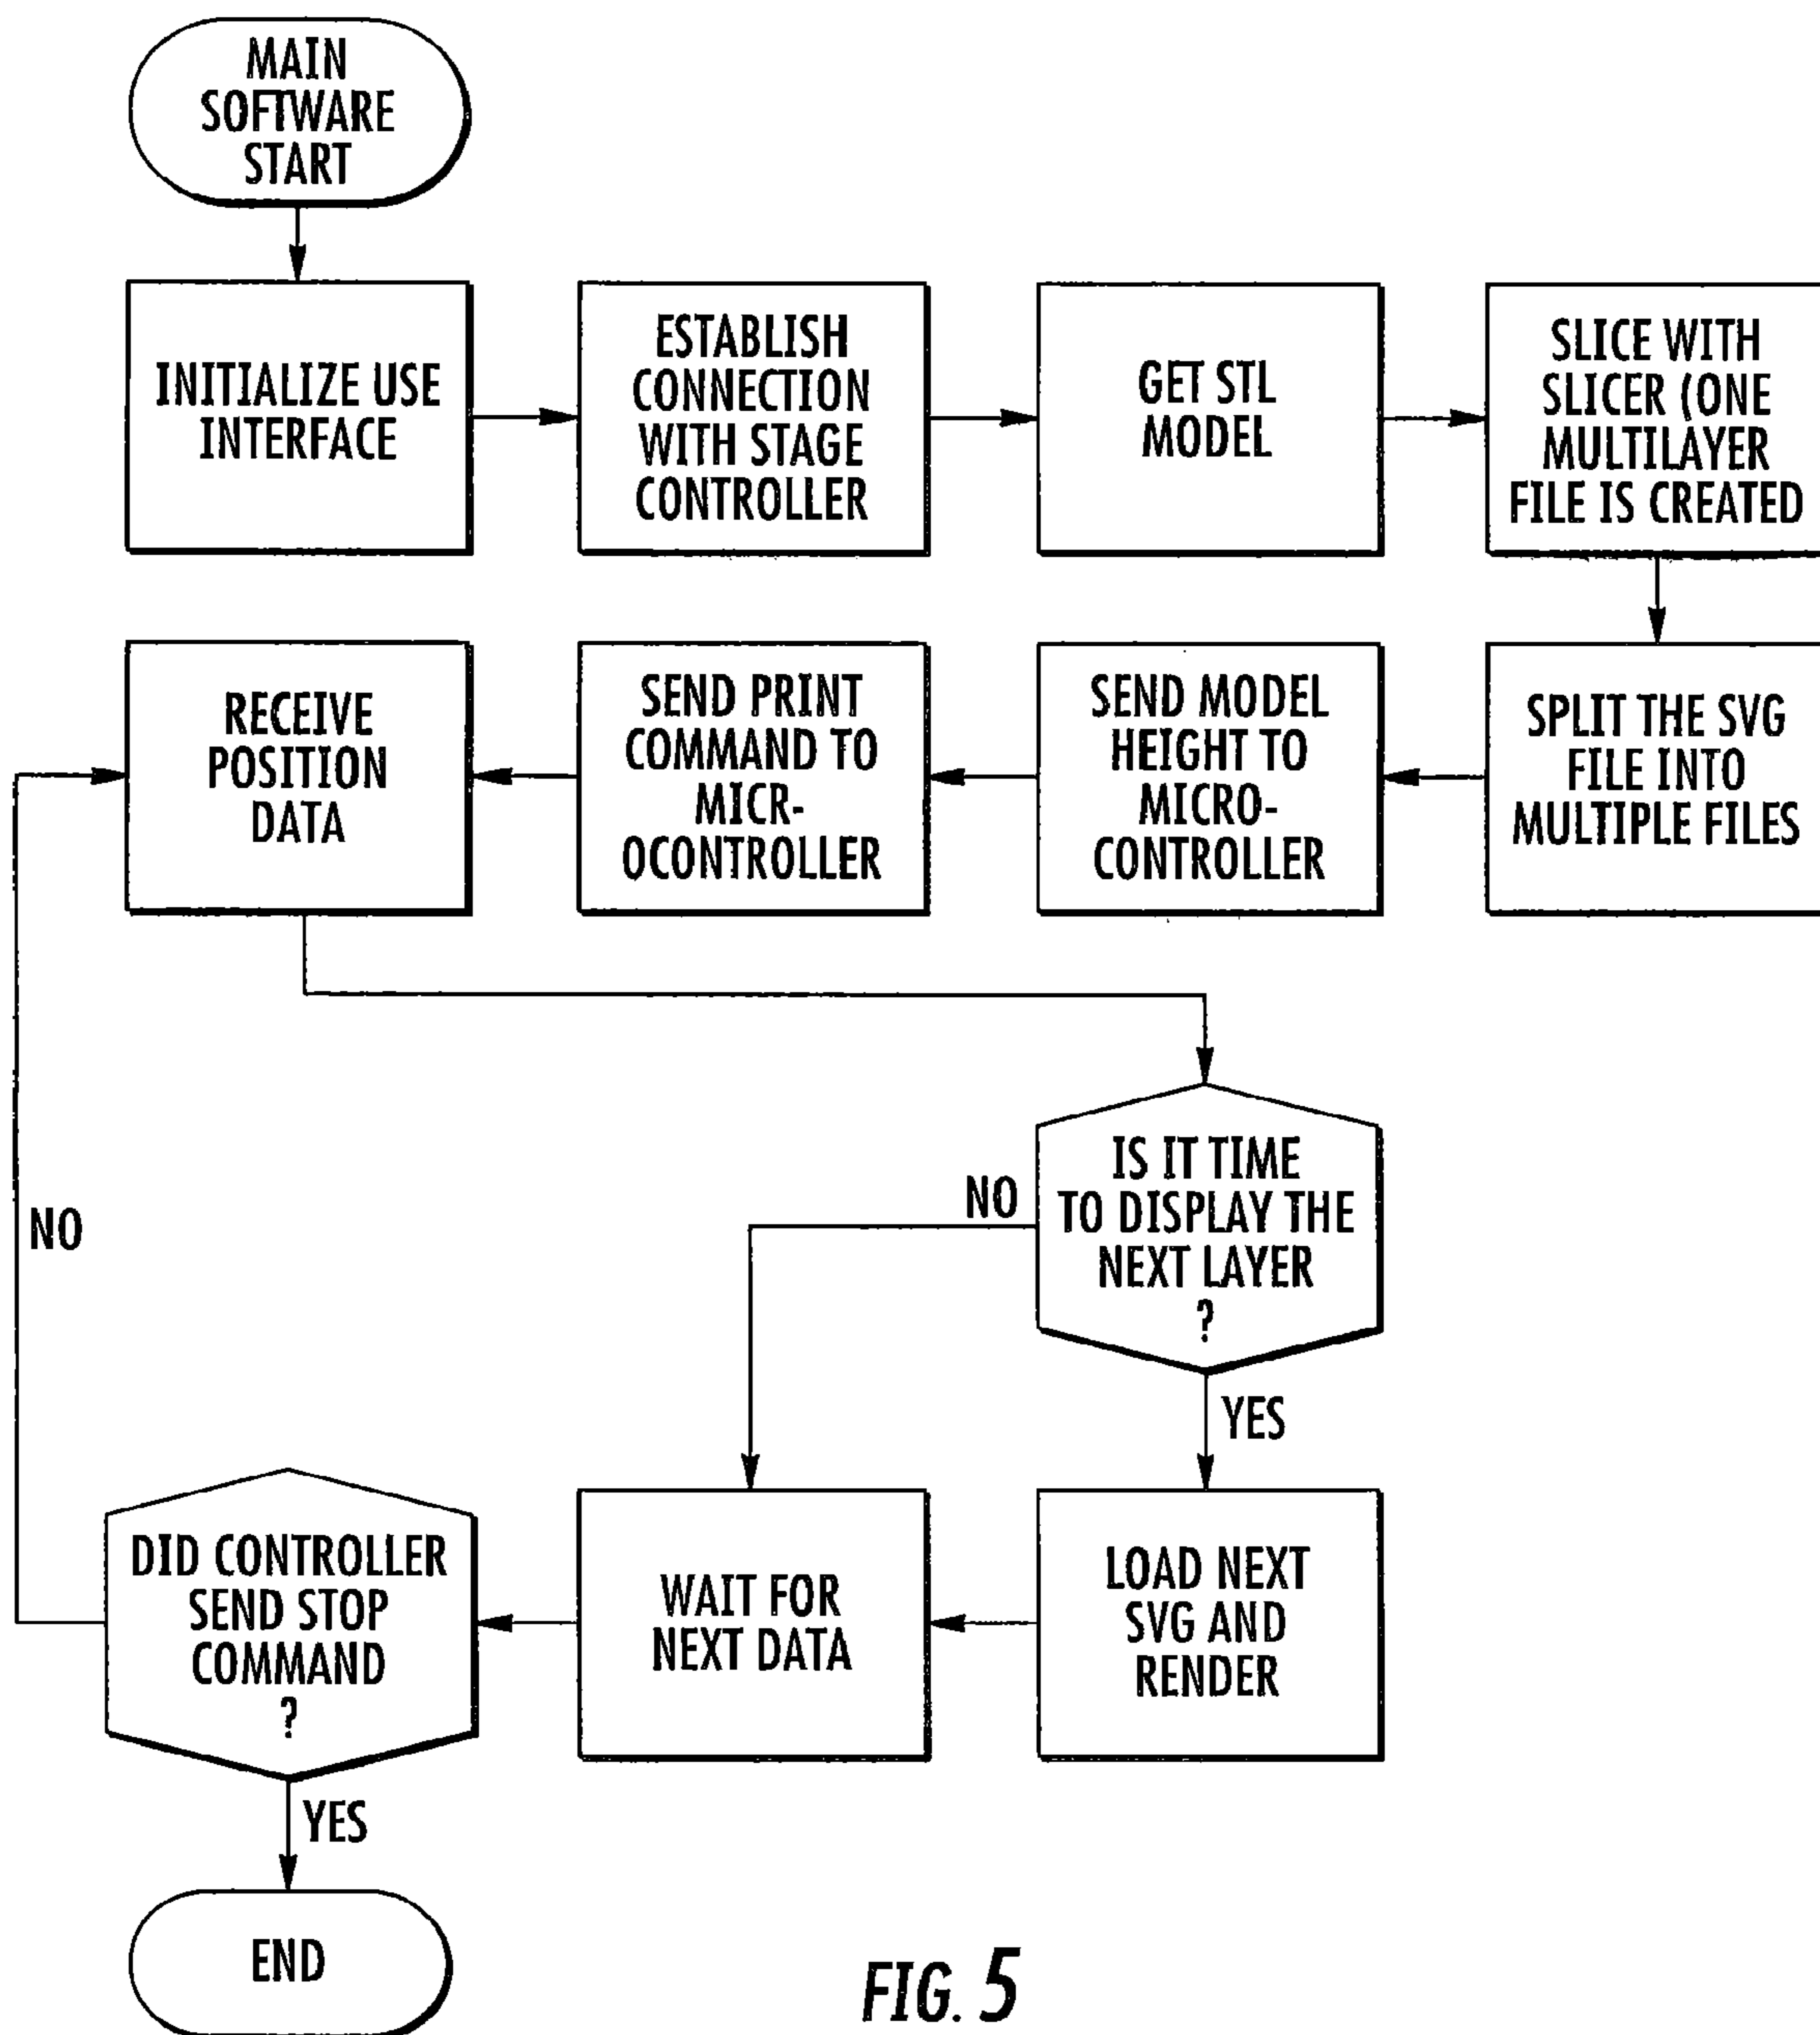 MAIN
SOFTWARE
START
INITIALIZE USE
INTERFACE
ESTABLISH
CONNECTION
WITH STAGE
CONTROLLER
GET STL
MODEL
SLICE WITH
SLICER (ONE
MULTILAYER
FILE IS CREATED
RECEIVE
POSITION
DATA
SEND PRINT
COMMAND TO
MICR-
OCONTROLLER
SEND MODEL
HEIGHT TO
MICRO-
CONTROLLER
SPLIT THE SVG
FILE INTO
MULTIPLE FILES
IS IT TIME
TO DISPLAY THE
NEXT LAYER
?
NO
NO
YES
DID CONTROLLER
SEND STOP
COMMAND
?
WAIT FOR
NEXT DATA
LOAD NEXT
SVG AND
RENDER
YES
END
FIG. 5